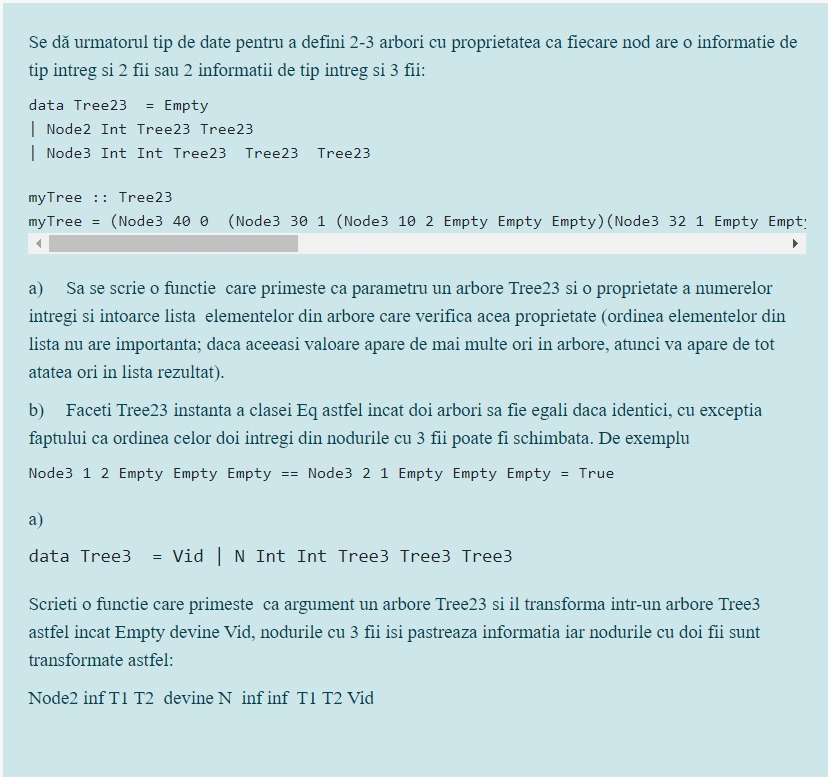 Se dă urmatorul tip de date pentru a defini 2-3 arbori cu proprietatea ca fiecare nod are o informatie de
tip intreg si 2 fii sau 2 informatii de tip intreg si 3 fii:
data Tree23  = Empty
| Node2 Int Tree23 Tree23
| Node3 Int Int Tree23  Tree23  Tree23
myTree :: Tree23
myTree = (Node3 40 0  (Node3 30 1 (Node3 10 2 Empty Empty Empty)(Node3 32 1 Empty
a) Sa se scrie o functie care primeste ca parametru un arbore Tree23 si o proprietate a numerelor
intregi si intoarce lista elementelor din arbore care verifica acea proprietate (ordinea elementelor din
lista nu are importanta; daca aceeasi valoare apare de mai multe ori in arbore, atunci va apare de tot
atatea ori in lista rezultat).
b) Faceti Tree23 instanta a clasei Eq astfel incat doi arbori sa fie egali daca identici, cu exceptia
faptului ca ordinea celor doi intregi din nodurile cu 3 fii poate fi schimbata. De exemplu
Node3 1 2 Empty Empty Empty == Node3 2 1 Empty Empty Empty = True
a)
data Tree3  = Vid | N Int Int Tree3 Tree3 Tree3
Scrieti o functie care primeste ca argument un arbore Tree23 si il transforma intr-un arbore Tree3
astfel incat Empty devine Vid, nodurile cu 3 fii isi pastreaza informatia iar nodurile cu doi fii sunt
transformate astfel:
Node2 inf T1 T2 devine N inf inf T1 T2 Vid